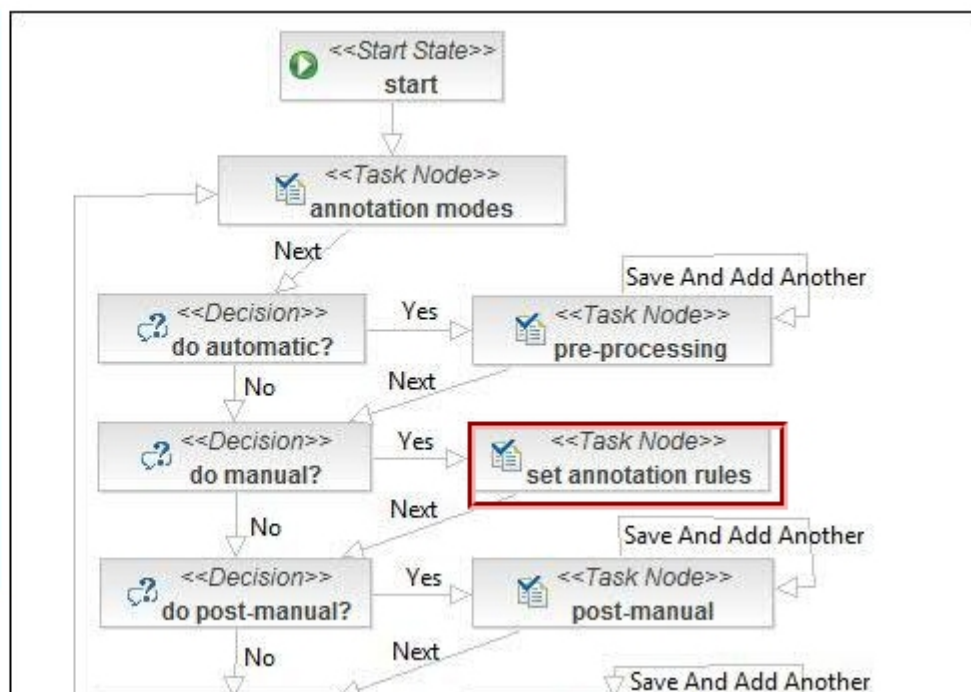 <<Start State>>
start
<<Task Node>>
annotation modes
Next
Save And Add Another
<<Decision>>
do automatic?
Yes
<<Task Node>>
pre-processing
No
Next
<<Decision>>
do manual?
Yes
<<Task Node>>
set annotation rules
No
Next
Save And Add Another
<<Decision>>
do post-manual?
Yes
<<Task Node>>
post-manual
No
Next
Save And Add Another